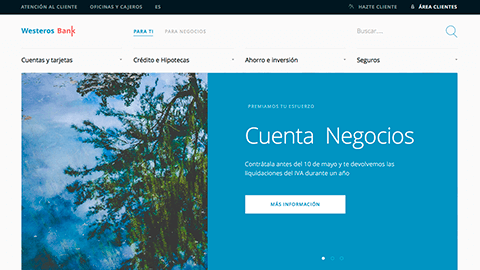 ATENCIÓN AL CLIENTE OFICINAS Y CAJEROS ES HAZTE CLIENTE ÁREA CLIENTES
Westeros Bank PARA TI PARA NEGOCIOS Buscar....
Cuentas y tarjetas Crédito e Hipotecas Ahorro e inversión Seguros
PREMIAMOS TU ESFUERZO
Cuenta Negocios
Contrátala antes del 10 de mayo y te devolvemos las
liquidaciones del IVA durante un año
MÁS INFORMACIÓN